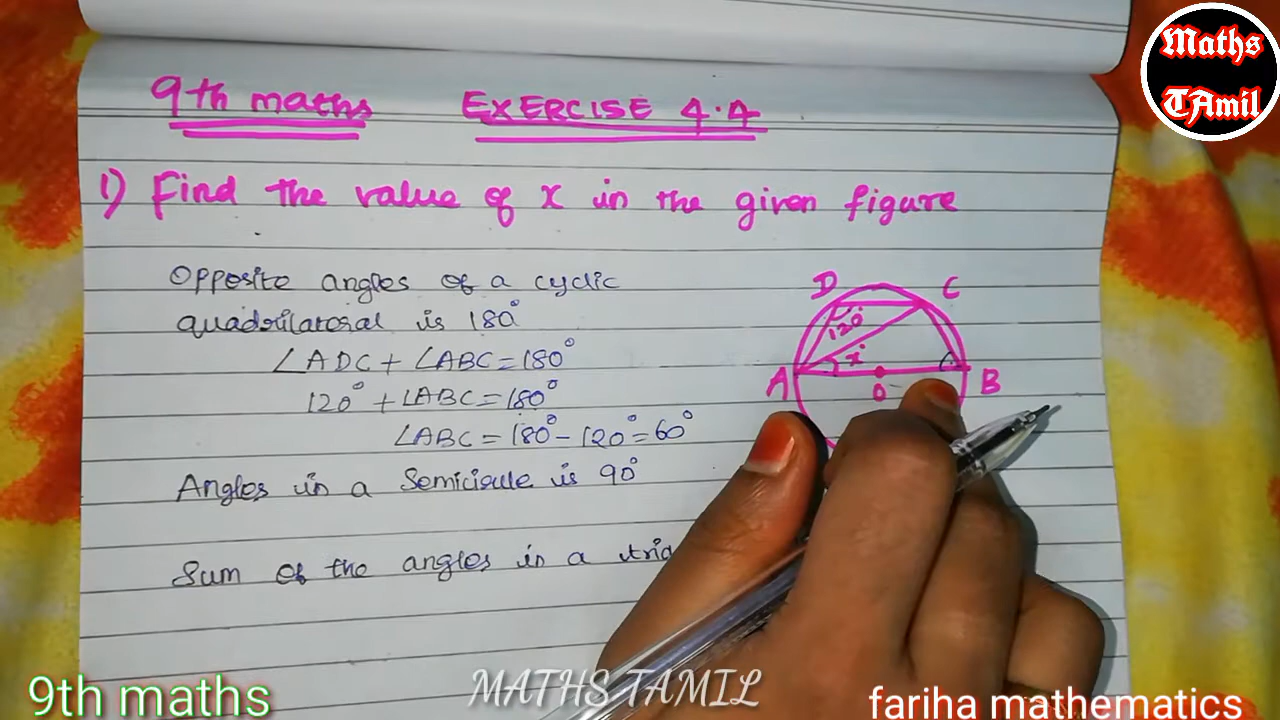 Maths
TAmil
9th maths EXERCISE 4.4
1) Find the value of x in the given figure
Opposite angles of a cyclic
quadrilateral is 180°
∠ADC + ∠ABC = 180°
120° + ∠ABC = 180°
∠ABC = 180° - 120° = 60°
Angles in a Semicircle is 90°
Sum of the angles in a
D C
120°
x°
A O B
9th maths MATHS TAMIL fariha mathematics